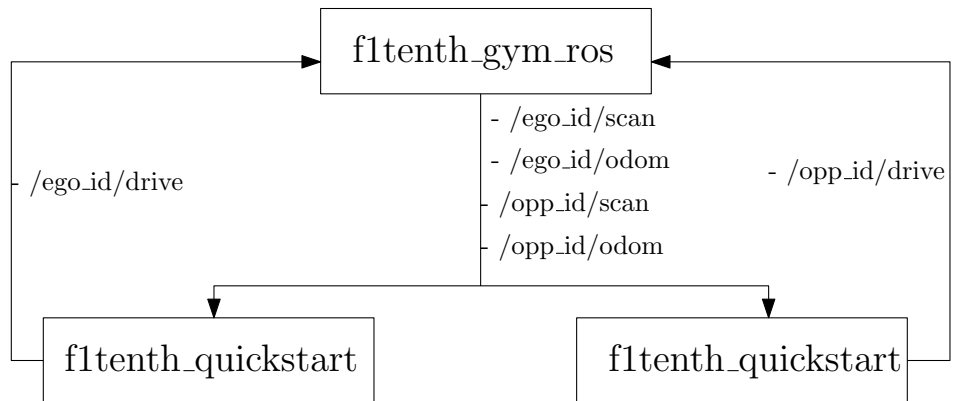 f1tenth_gym_ros
- /ego_id/scan
- /ego_id/odom
- /ego_id/drive
- /opp_id/drive
- /opp_id/scan
- /opp_id/odom
f1tenth_quickstart
f1tenth_quickstart